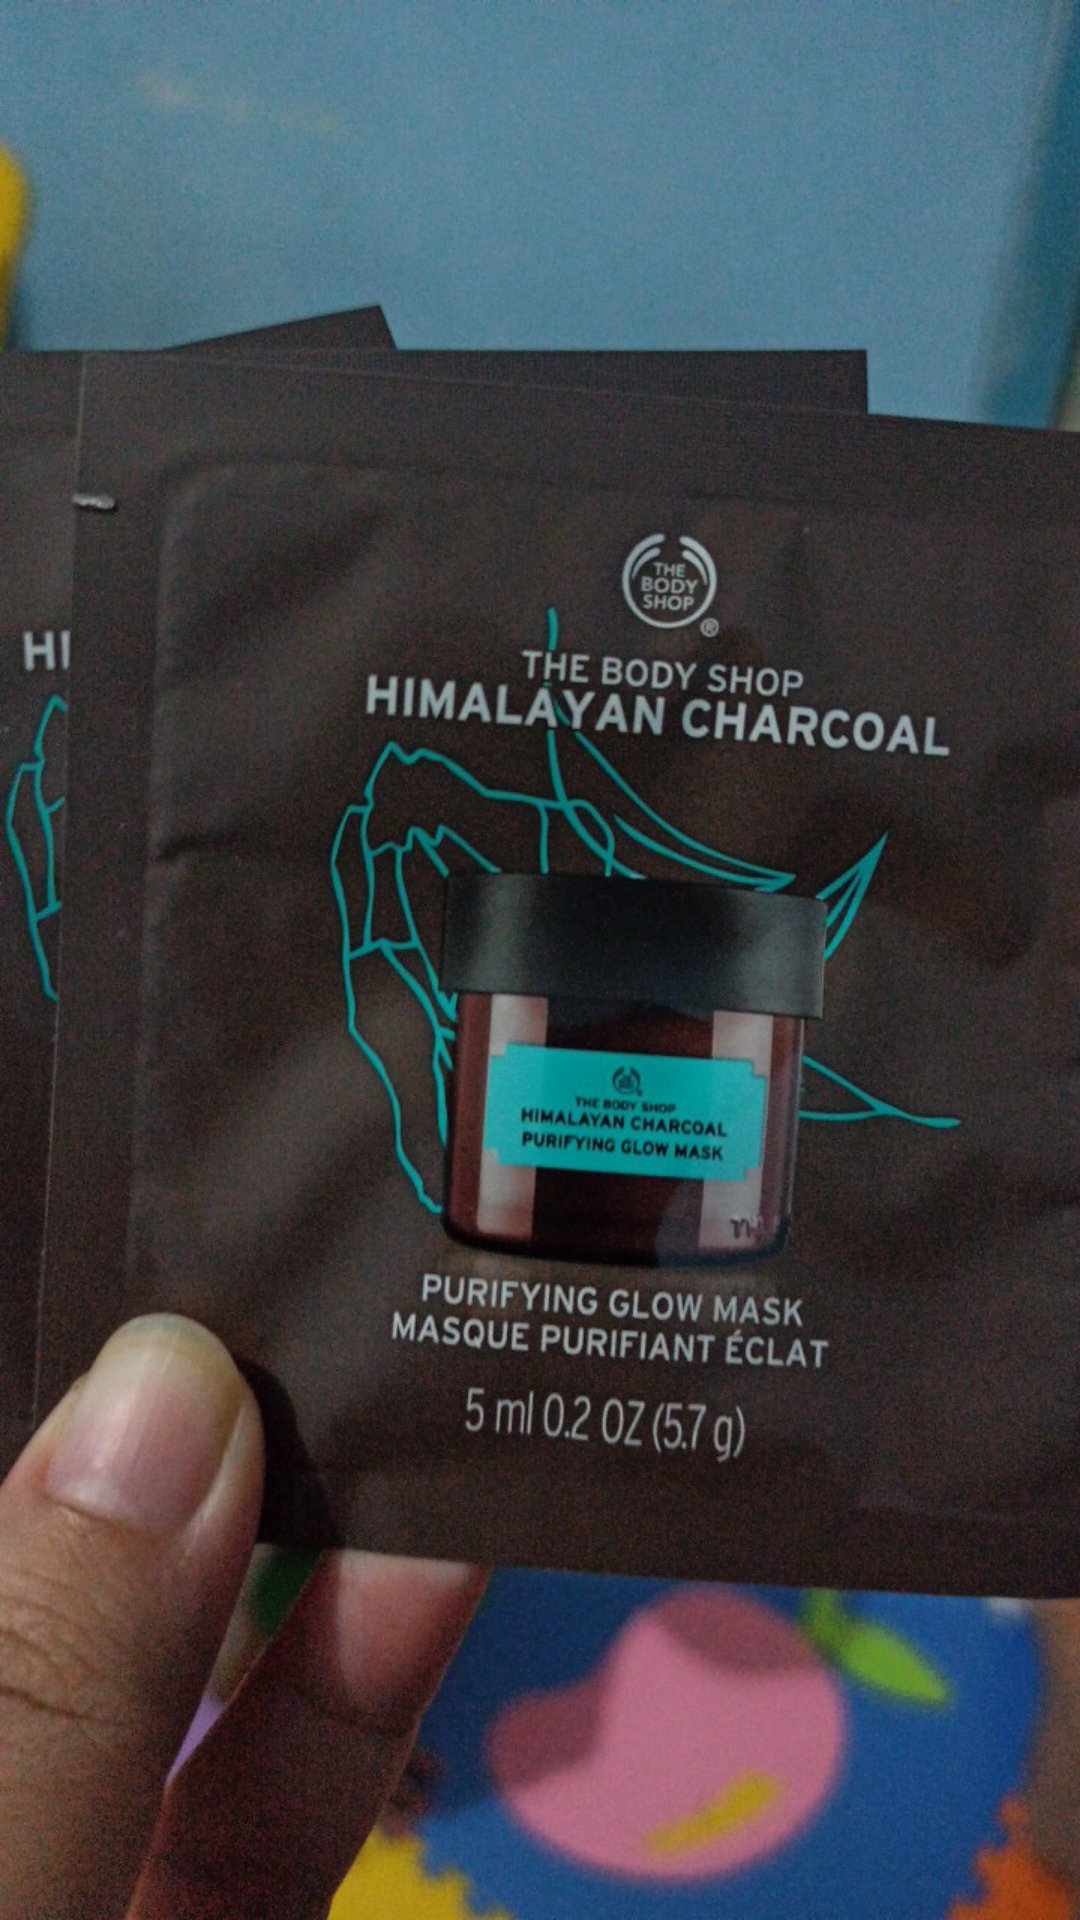 THE
BODY
SHOP
®
THE BODY SHOP
HIMALAYAN CHARCOAL
HI
THE BODY SHOP
HIMALAYAN CHARCOAL
PURIFYING GLOW MASK
PURIFYING GLOW MASK
MASQUE PURIFIANT ÉCLAT
5 ml 0.2 OZ (5.7 g)